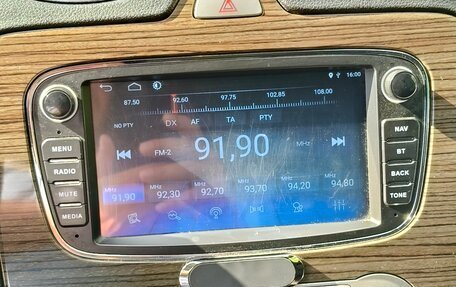 16:00
87.50 92.60 97.75 102.85 108.00
NO PTY DX AF TA PTY
FM-2 91,90 MHz
MHz MHz MHz MHz MHz MHz
91,90 92,30 92,70 93,70 94,20 94,80
MENU
RADIO
MUTE
MEDIA
NAV
BT
BACK
TONE